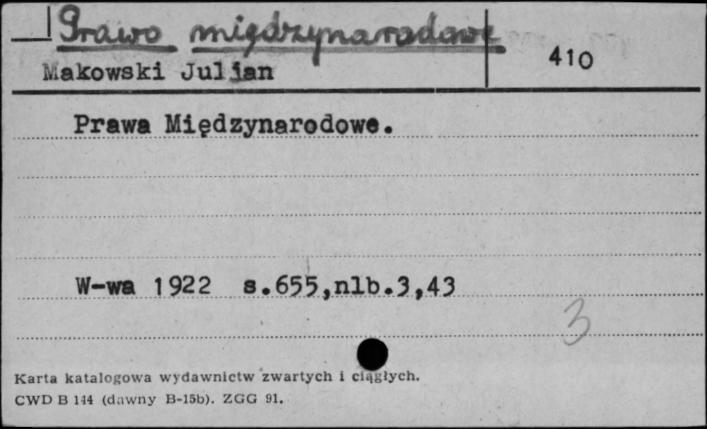 Prawo międzynarodowe
Makowski Julian 410
Prawa Międzynarodowe.
W-wa 1922 s.655,nlb.3,43
3
Karta katalogowa wydawnictw zwartych i ciągłych.
CWD B 144 (dawny B-15b). ZGG 91.